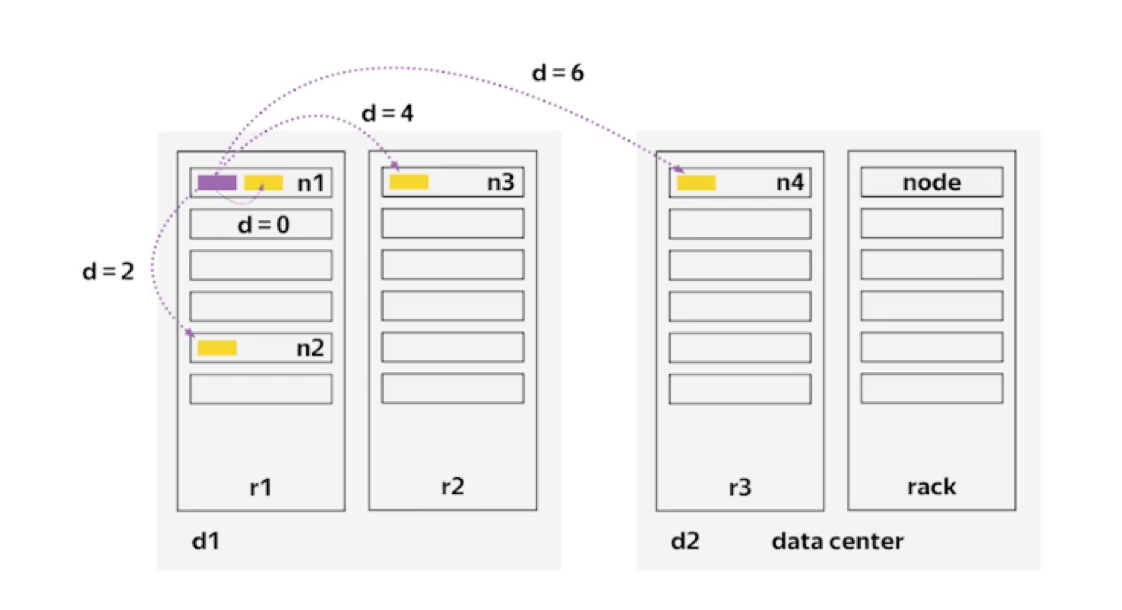 d = 6
d = 4
n1
n3
n4
node
d = 0
d = 2
n2
r1
r2
r3
rack
d1
d2
data center